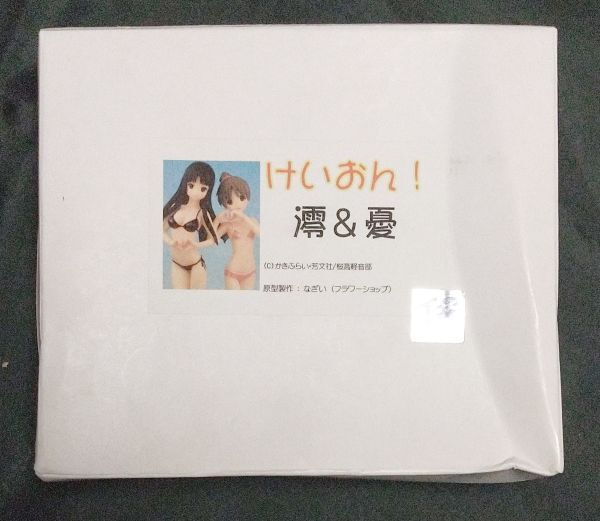 けいおん！
澪＆憂
(C)かきふらい・芳文社/桜高軽音部
原型製作：なざい（フラワーショップ）